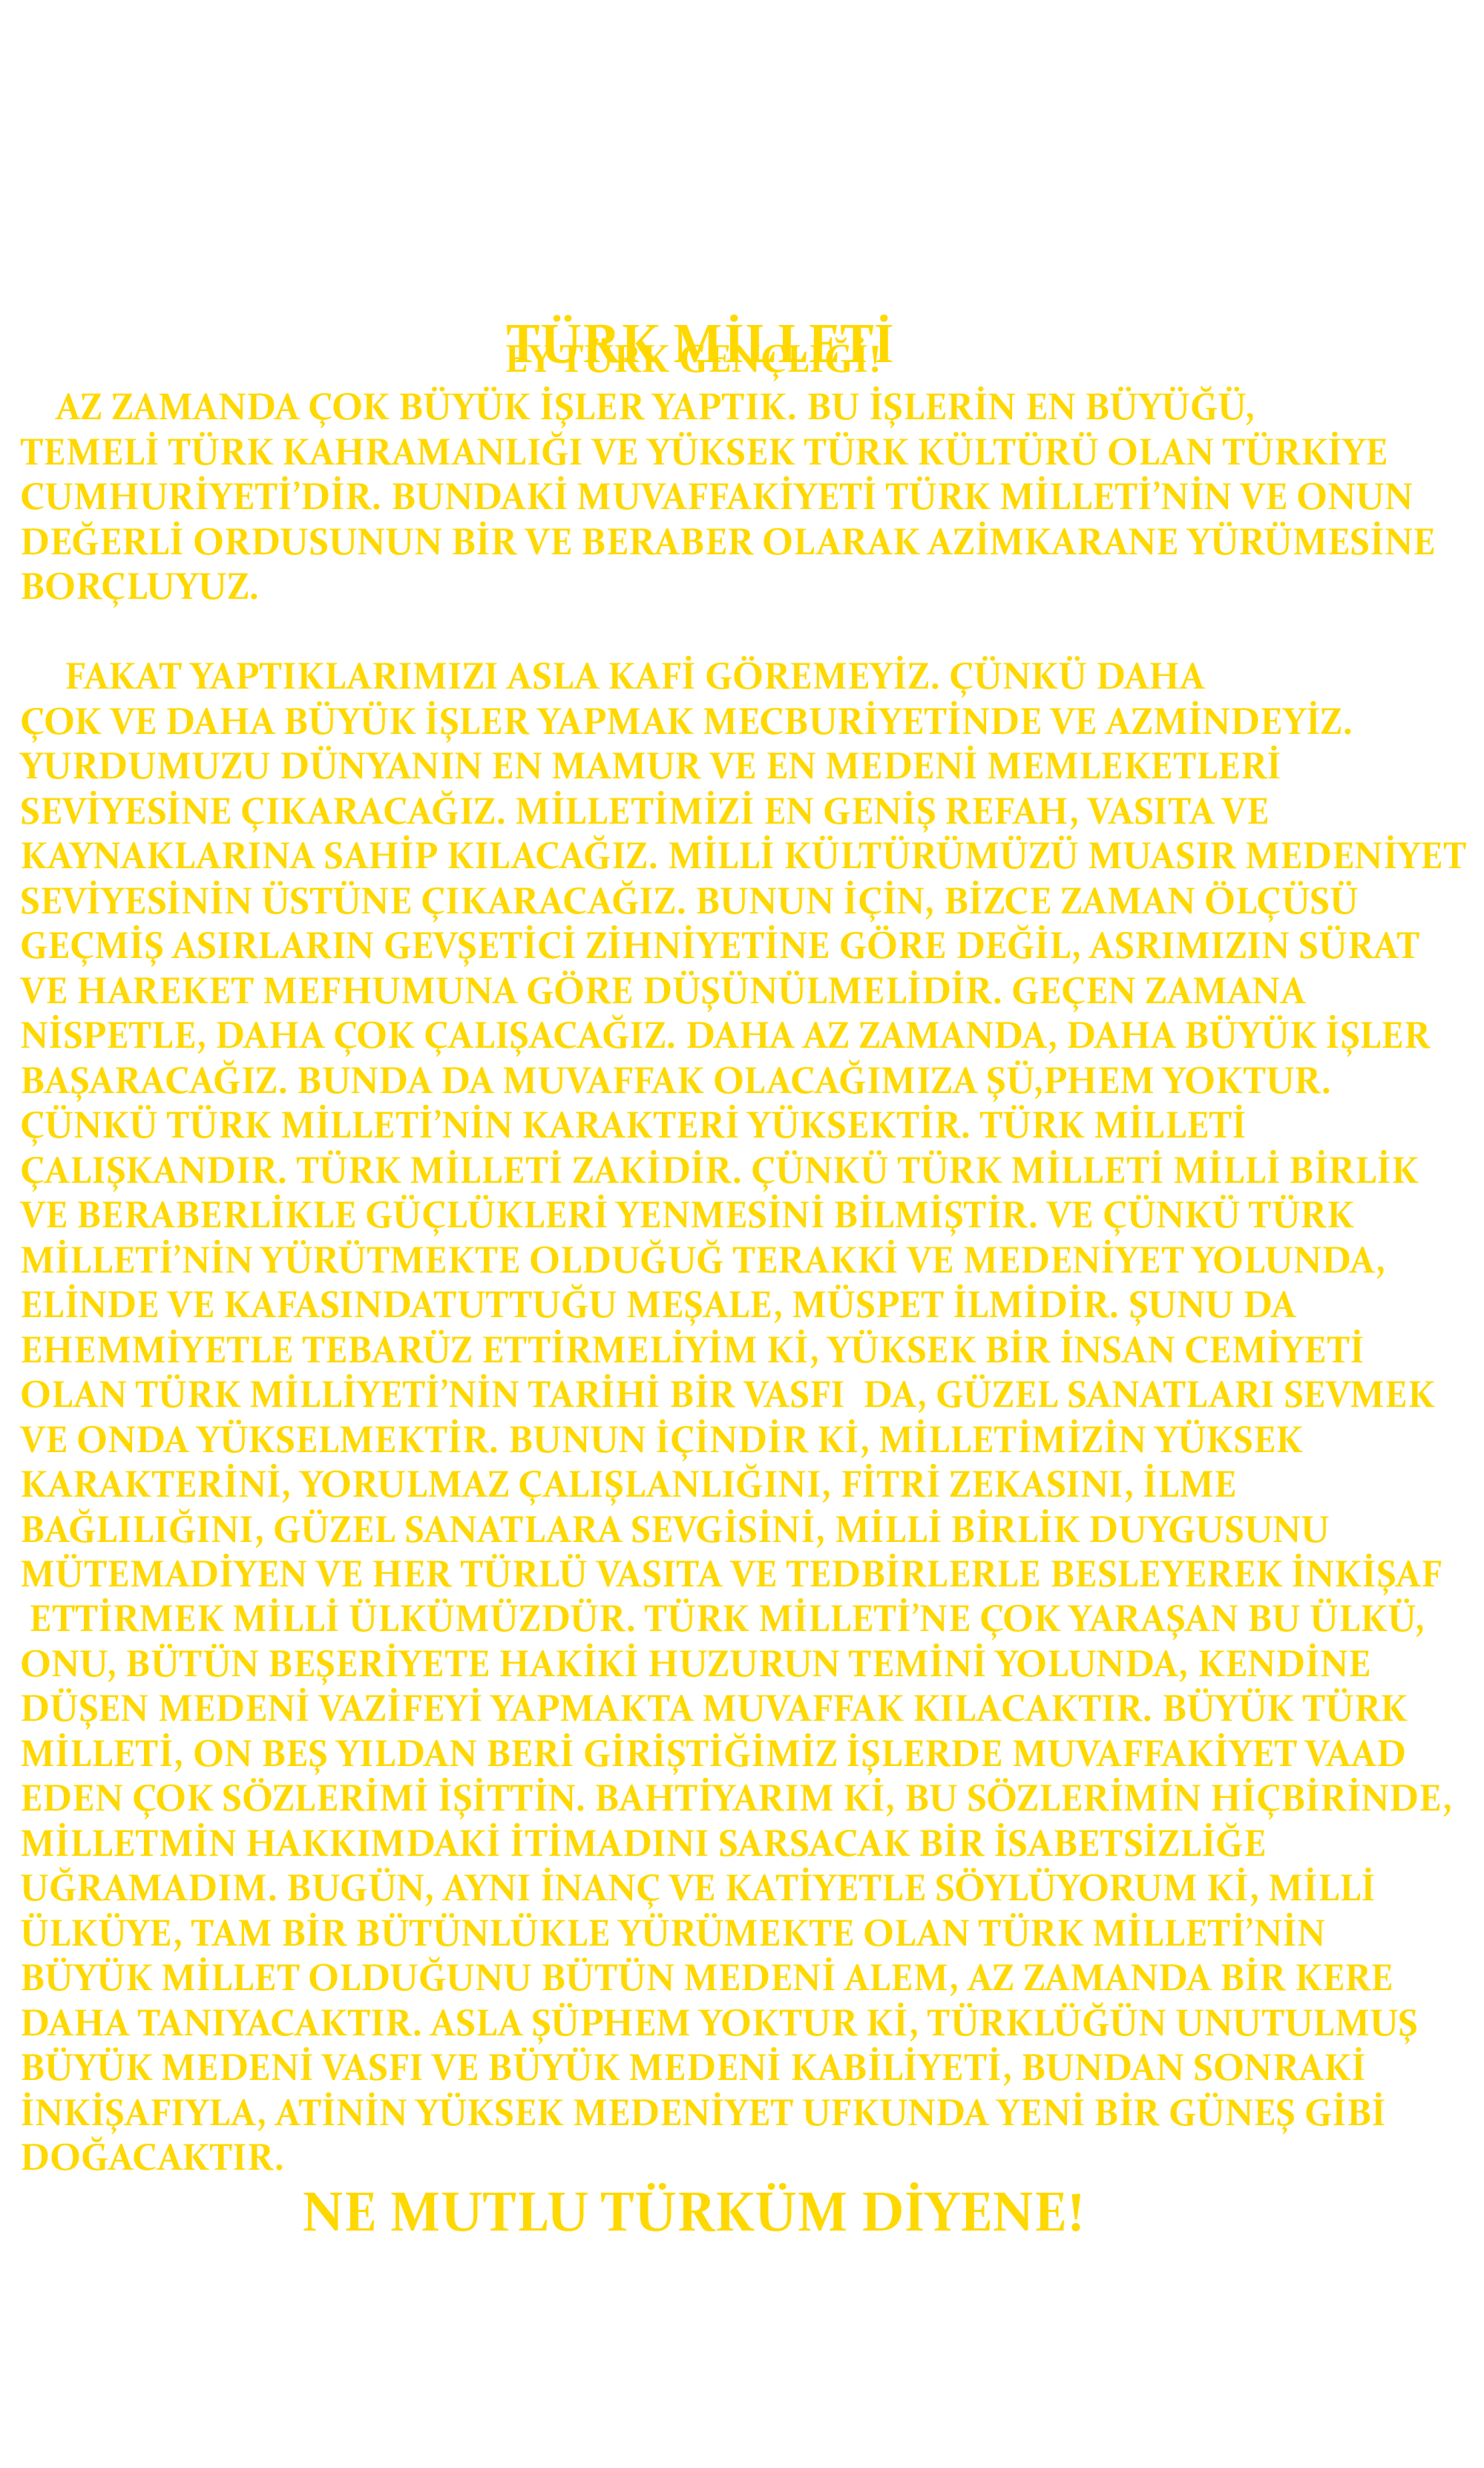 TÜRK MİLLETİ
EY TÜRK GENÇLİĞİ!
AZ ZAMANDA ÇOK BÜYÜK İŞLER YAPTIK. BU İŞLERİN EN BÜYÜĞÜ,
TEMELİ TÜRK KAHRAMANLIĞI VE YÜKSEK TÜRK KÜLTÜRÜ OLAN TÜRKİYE
CUMHURİYETİ’DİR. BUNDAKİ MUVAFFAKİYETİ TÜRK MİLLETİ’NİN VE ONUN
DEĞERLİ ORDUSUNUN BİR VE BERABER OLARAK AZİMKARANE YÜRÜMESİNE
BORÇLUYUZ.
FAKAT YAPTIKLARIMIZI ASLA KAFİ GÖREMEYİZ. ÇÜNKÜ DAHA
ÇOK VE DAHA BÜYÜK İŞLER YAPMAK MECBURİYETİNDE VE AZMİNDEYİZ.
YURDUMUZU DÜNYANIN EN MAMUR VE EN MEDENİ MEMLEKETLERİ
SEVİYESİNE ÇIKARACAĞIZ. MİLLETİMİZİ EN GENİŞ REFAH, VASITA VE
KAYNAKLARINA SAHİP KILACAĞIZ. MİLLİ KÜLTÜRÜMÜZÜ MUASIR MEDENİYET
SEVİYESİNİN ÜSTÜNE ÇIKARACAĞIZ. BUNUN İÇİN, BİZCE ZAMAN ÖLÇÜSÜ
GEÇMİŞ ASIRLARIN GEVŞETİCİ ZİHNİYETİNE GÖRE DEĞİL, ASRIMIZIN SÜRAT
VE HAREKET MEFHUMUNA GÖRE DÜŞÜNÜLMELİDİR. GEÇEN ZAMANA
NİSPETLE, DAHA ÇOK ÇALIŞACAĞIZ. DAHA AZ ZAMANDA, DAHA BÜYÜK İŞLER
BAŞARACAĞIZ. BUNDA DA MUVAFFAK OLACAĞIMIZA ŞÜ,PHEM YOKTUR.
ÇÜNKÜ TÜRK MİLLETİ’NİN KARAKTERİ YÜKSEKTİR. TÜRK MİLLETİ
ÇALIŞKANDIR. TÜRK MİLLETİ ZAKİDİR. ÇÜNKÜ TÜRK MİLLETİ MİLLİ BİRLİK
VE BERABERLİKLE GÜÇLÜKLERİ YENMESİNİ BİLMİŞTİR. VE ÇÜNKÜ TÜRK
MİLLETİ’NİN YÜRÜTMEKTE OLDUĞUĞ TERAKKİ VE MEDENİYET YOLUNDA,
ELİNDE VE KAFASINDATUTTUĞU MEŞALE, MÜSPET İLMİDİR. ŞUNU DA
EHEMMİYETLE TEBARÜZ ETTİRMELİYİM Kİ, YÜKSEK BİR İNSAN CEMİYETİ
OLAN TÜRK MİLLİYETİ’NİN TARİHİ BİR VASFI  DA, GÜZEL SANATLARI SEVMEK
VE ONDA YÜKSELMEKTİR. BUNUN İÇİNDİR Kİ, MİLLETİMİZİN YÜKSEK
KARAKTERİNİ, YORULMAZ ÇALIŞLANLIĞINI, FİTRİ ZEKASINI, İLME
BAĞLILIĞINI, GÜZEL SANATLARA SEVGİSİNİ, MİLLİ BİRLİK DUYGUSUNU
MÜTEMADİYEN VE HER TÜRLÜ VASITA VE TEDBİRLERLE BESLEYEREK İNKİŞAF
ETTİRMEK MİLLİ ÜLKÜMÜZDÜR. TÜRK MİLLETİ’NE ÇOK YARAŞAN BU ÜLKÜ,
ONU, BÜTÜN BEŞERİYETE HAKİKİ HUZURUN TEMİNİ YOLUNDA, KENDİNE
DÜŞEN MEDENİ VAZİFEYİ YAPMAKTA MUVAFFAK KILACAKTIR. BÜYÜK TÜRK
MİLLETİ, ON BEŞ YILDAN BERİ GİRİŞTİĞİMİZ İŞLERDE MUVAFFAKİYET VAAD
EDEN ÇOK SÖZLERİMİ İŞİTTİN. BAHTİYARIM Kİ, BU SÖZLERİMİN HİÇBİRİNDE,
MİLLETMİN HAKKIMDAKİ İTİMADINI SARSACAK BİR İSABETSİZLİĞE
UĞRAMADIM. BUGÜN, AYNI İNANÇ VE KATİYETLE SÖYLÜYORUM Kİ, MİLLİ
ÜLKÜYE, TAM BİR BÜTÜNLÜKLE YÜRÜMEKTE OLAN TÜRK MİLLETİ’NİN
BÜYÜK MİLLET OLDUĞUNU BÜTÜN MEDENİ ALEM, AZ ZAMANDA BİR KERE
DAHA TANIYACAKTIR. ASLA ŞÜPHEM YOKTUR Kİ, TÜRKLÜĞÜN UNUTULMUŞ
BÜYÜK MEDENİ VASFI VE BÜYÜK MEDENİ KABİLİYETİ, BUNDAN SONRAKİ
İNKİŞAFIYLA, ATİNİN YÜKSEK MEDENİYET UFKUNDA YENİ BİR GÜNEŞ GİBİ
DOĞACAKTIR.
NE MUTLU TÜRKÜM DİYENE!